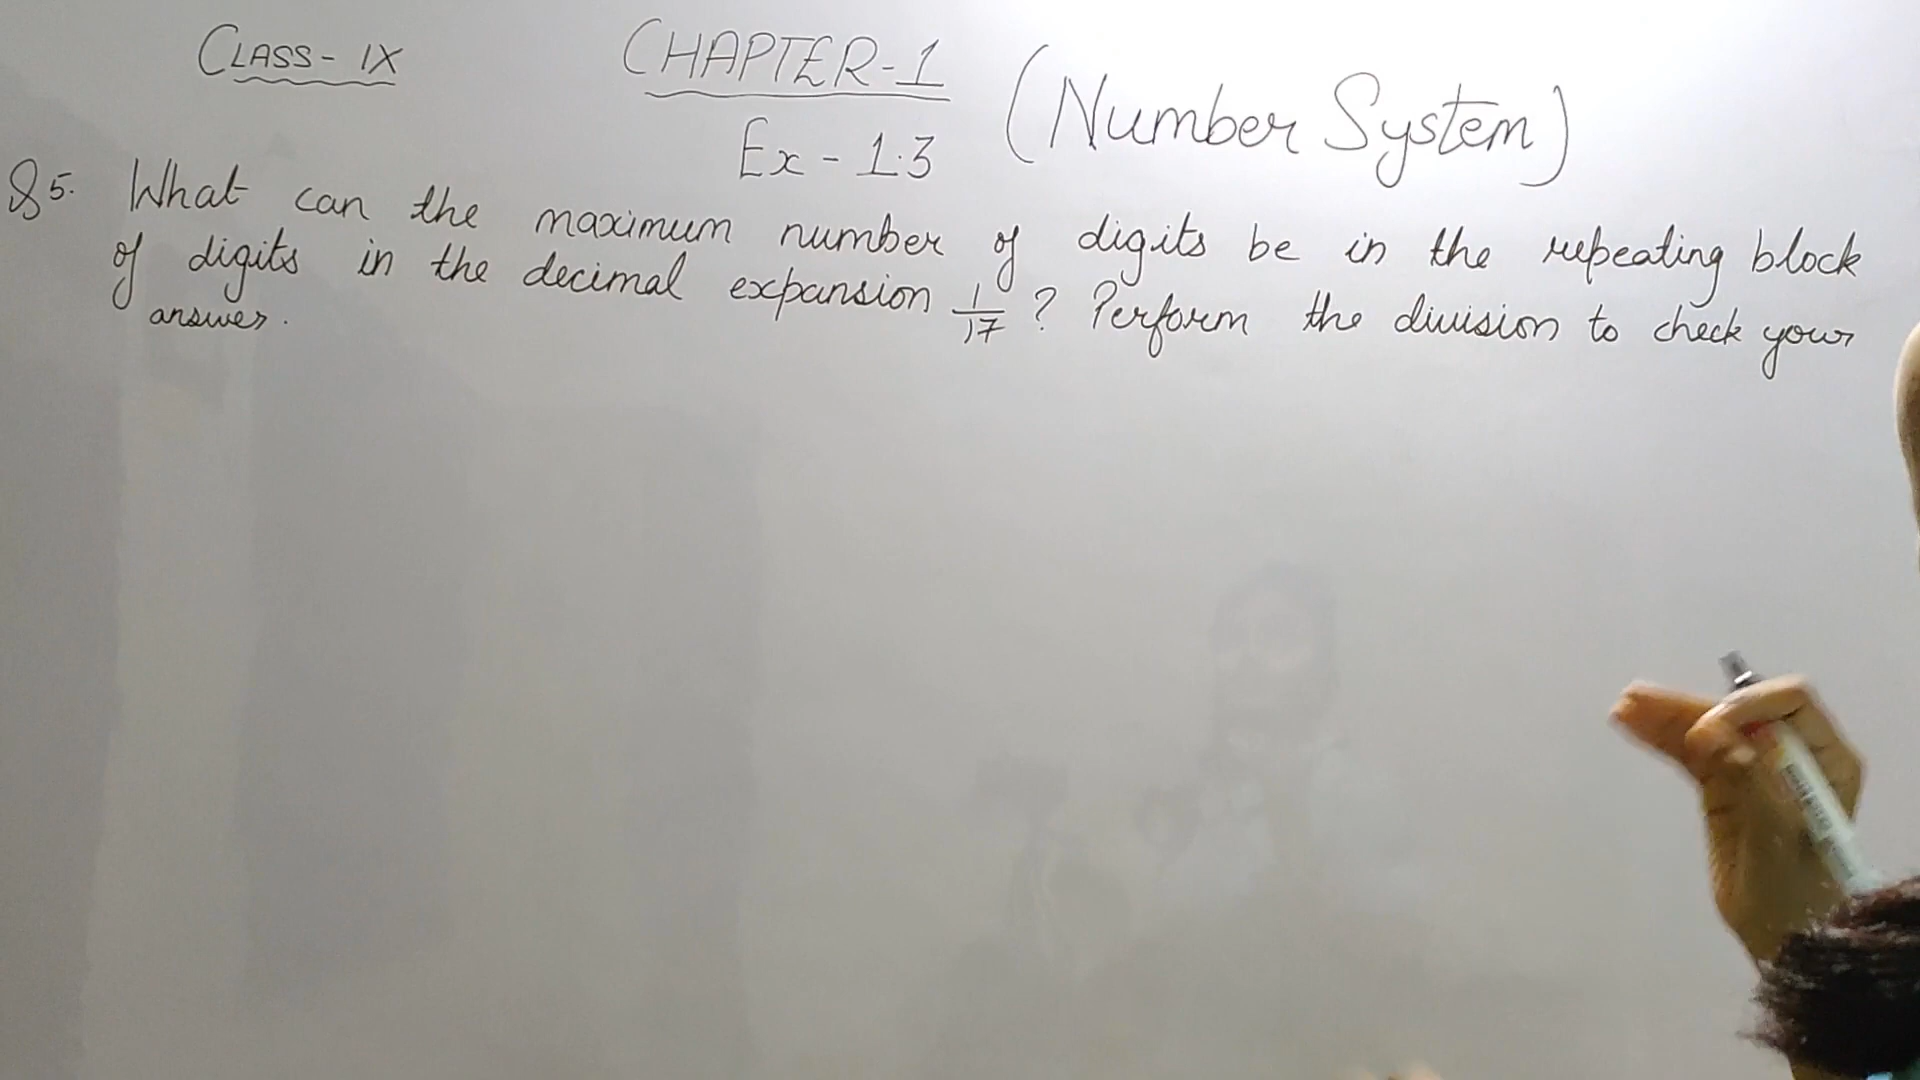 CLASS- IX
CHAPTER-1
(Number System)
Ex - 1.3
Q5. What can the maximum number of digits be in the repeating block
of digits in the decimal expansion 1/17? Perform the division to check your
answer.